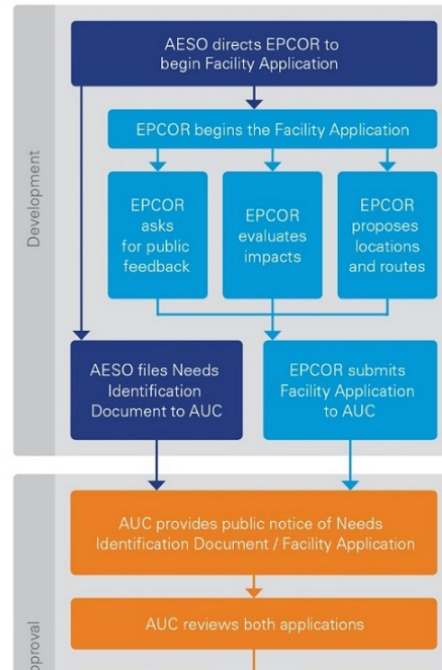 Development
AESO directs EPCOR to
begin Facility Application
EPCOR begins the Facility Application
EPCOR
asks
for public
feedback
EPCOR
evaluates
impacts
EPCOR
proposes
locations
and routes
AESO files Needs
Identification
Document to AUC
EPCOR submits
Facility Application
to AUC
AUC provides public notice of Needs
Identification Document / Facility Application
AUC reviews both applications